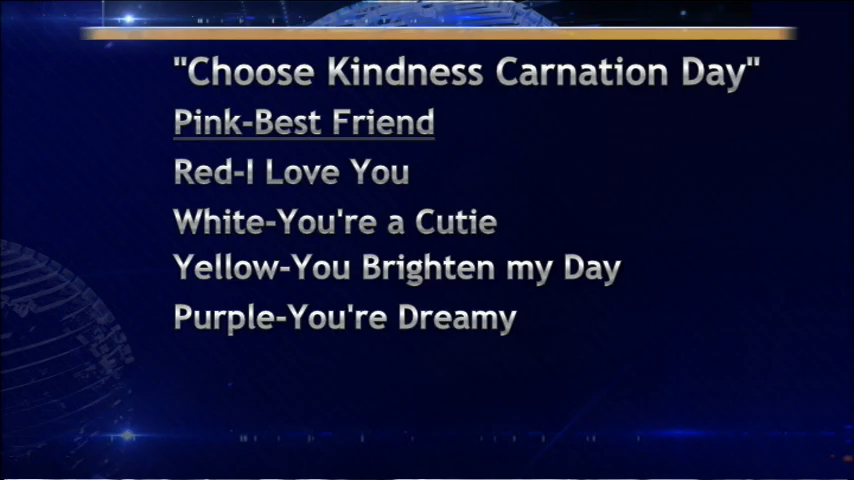 "Choose Kindness Carnation Day"
Pink-Best Friend
Red-I Love You
White-You're a Cutie
Yellow-You Brighten my Day
Purple-You're Dreamy